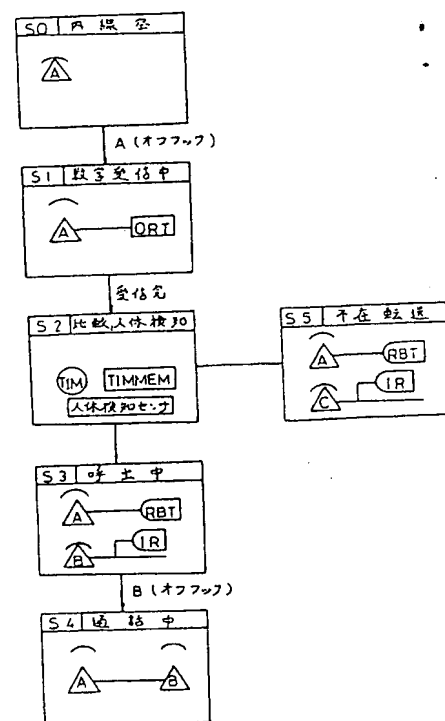 S0 内線空
A
A (オフフック)
S1 数字受信中
A ORT
受信完
S2 比較,人体検知
TIM TIMMEM
人体検知センサ
S5 不在転送
A RBT
C IR
S3 呼出中
A RBT
B IR
B (オフフック)
S4 通話中
A B